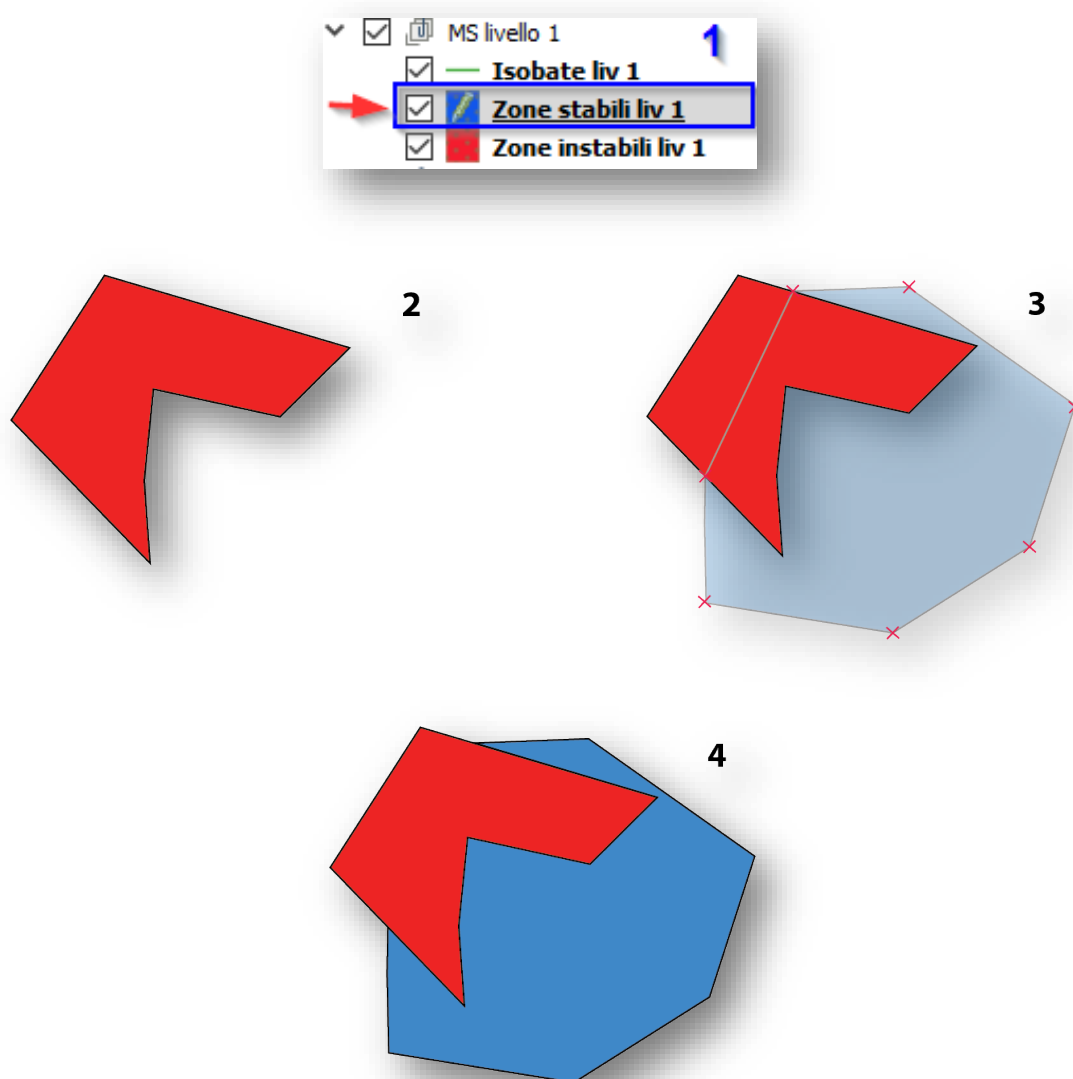 MS livello 1
1
Isobate liv 1
Zone stabili liv 1
Zone instabili liv 1
2
3
4